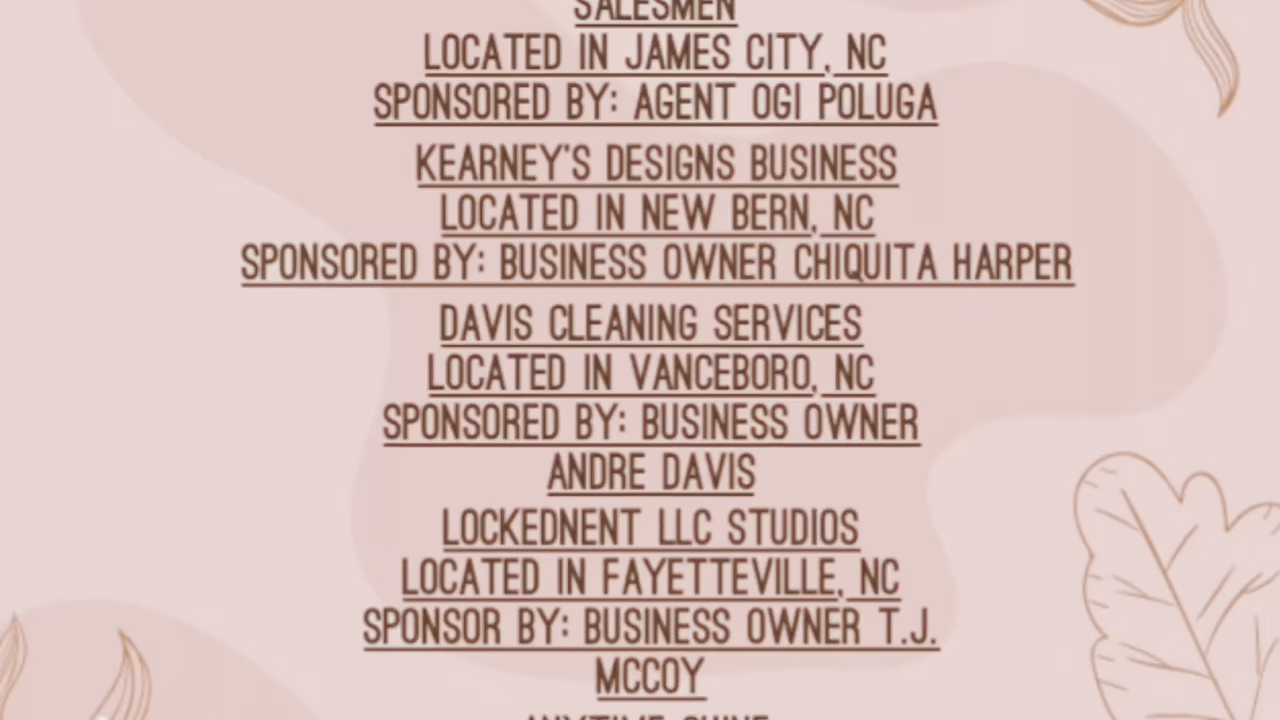 SALESMEN
LOCATED IN JAMES CITY, NC
SPONSORED BY: AGENT OGI POLUGA
KEARNEY'S DESIGNS BUSINESS
LOCATED IN NEW BERN, NC
SPONSORED BY: BUSINESS OWNER CHIQUITA HARPER
DAVIS CLEANING SERVICES
LOCATED IN VANCEBORO, NC
SPONSORED BY: BUSINESS OWNER
ANDRE DAVIS
LOCKEDNENT LLC STUDIOS
LOCATED IN FAYETTEVILLE, NC
SPONSOR BY: BUSINESS OWNER T.J.
MCCOY